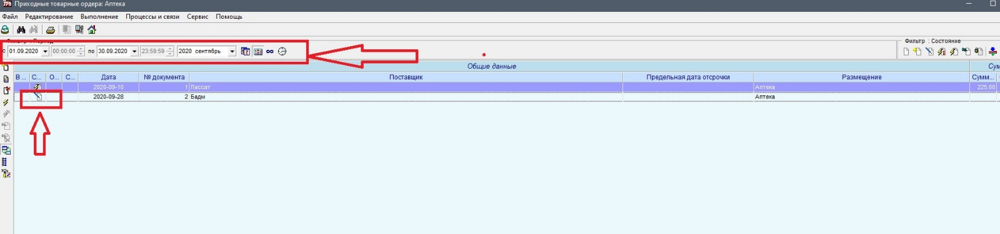 Приходные товарные ордера: Аптека
Файл Редактирование Выполнение Процессы и связи Сервис Помощь
Фильтр : Период Фильтр : Состояние
с 01.09.2020 00:00:00 по 30.09.2020 23:59:59 2020 сентябрь
Общие данные Сум
В... С... О... С... Дата № документа Поставщик Предельная дата отсрочки Размещение Сумм...
2020-09-10 1 Пассат Аптека 225,00
2020-09-28 2 Бадм Аптека